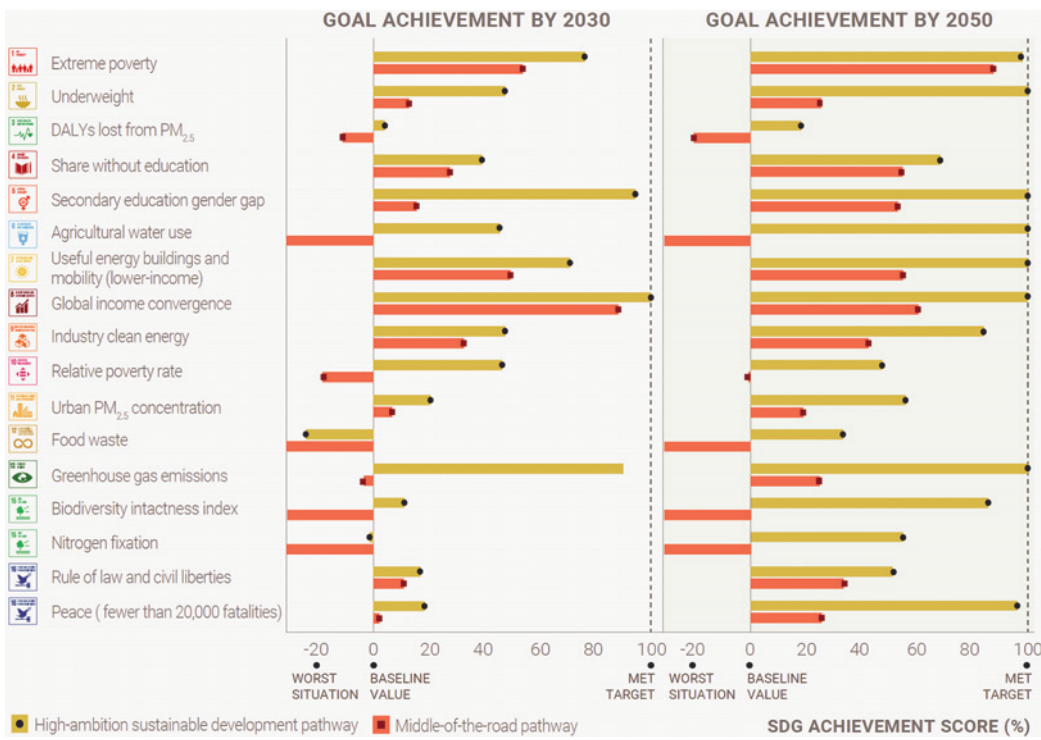 GOAL ACHIEVEMENT BY 2030
GOAL ACHIEVEMENT BY 2050
Extreme poverty
Underweight
DALYs lost from PM2.5
Share without education
Secondary education gender gap
Agricultural water use
Useful energy buildings and
mobility (lower-income)
Global income convergence
Industry clean energy
Relative poverty rate
Urban PM2.5 concentration
Food waste
Greenhouse gas emissions
Biodiversity intactness index
Nitrogen fixation
Rule of law and civil liberties
Peace ( fewer than 20,000 fatalities)
-20 0 20 40 60 80 100
-20 0 20 40 60 80 100
WORST
SITUATION
BASELINE
VALUE
MET
TARGET
WORST
SITUATION
BASELINE
VALUE
MET
TARGET
High-ambition sustainable development pathway
Middle-of-the-road pathway
SDG ACHIEVEMENT SCORE (%)